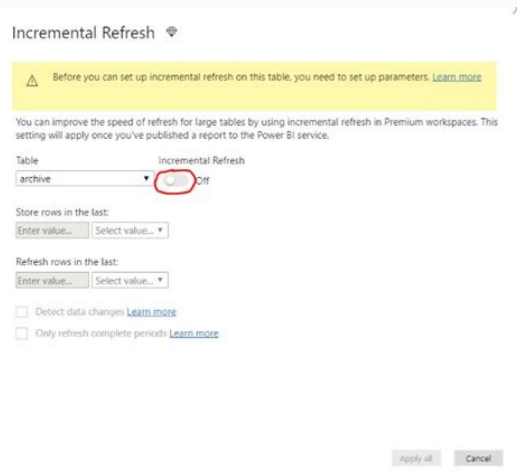 Incremental Refresh
Before you can set up incremental refresh on this table, you need to set up parameters. Learn more
You can improve the speed of refresh for large tables by using incremental refresh in Premium workspaces. This
setting will apply once you've published a report to the Power BI service.
Table Incremental Refresh
archive Off
Store rows in the last:
Enter value... Select value...
Refresh rows in the last:
Enter value... Select value...
Detect data changes Learn more
Only refresh complete periods Learn more
Apply all Cancel